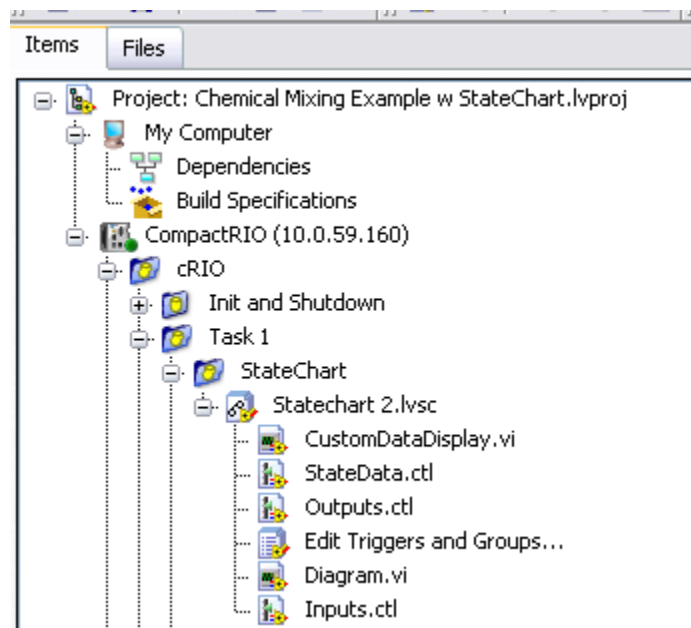 Items
Files
Project: Chemical Mixing Example w StateChart.lvproj
My Computer
Dependencies
Build Specifications
CompactRIO (10.0.59.160)
cRIO
Init and Shutdown
Task 1
StateChart
Statechart 2.lvsc
CustomDataDisplay.vi
StateData.ctl
Outputs.ctl
Edit Triggers and Groups...
Diagram.vi
Inputs.ctl